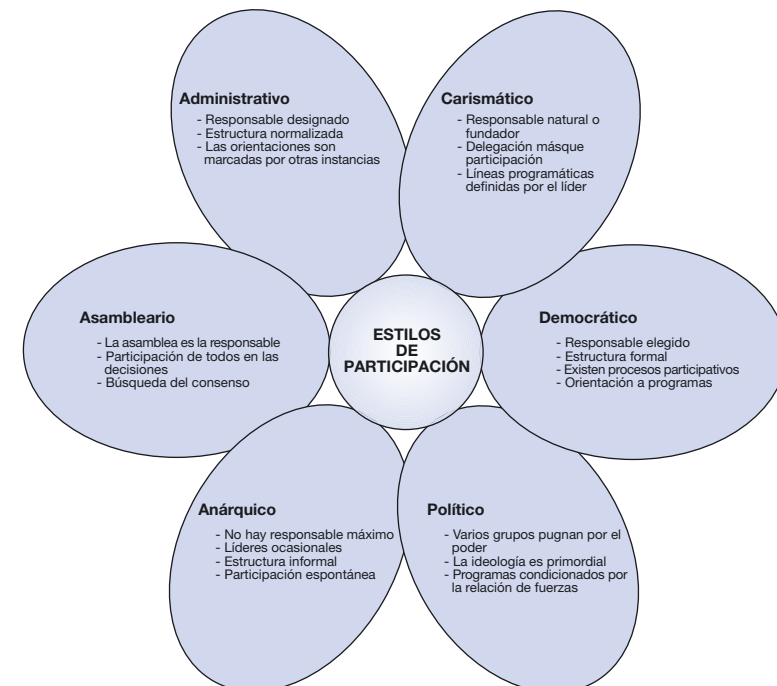 Administrativo
- Responsable designado
- Estructura normalizada
- Las orientaciones son
marcadas por otras instancias
Carismático
- Responsable natural o
fundador
- Delegación másque
participación
- Líneas programáticas
definidas por el líder
Asambleario
- La asamblea es la responsable
- Participación de todos en las
decisiones
- Búsqueda del consenso
ESTILOS
DE
PARTICIPACIÓN
Democrático
- Responsable elegido
- Estructura formal
- Existen procesos participativos
- Orientación a programas
Anárquico
- No hay responsable máximo
- Líderes ocasionales
- Estructura informal
- Participación espontánea
Político
- Varios grupos pugnan por el
poder
- La ideología es primordial
- Programas condicionados por
la relación de fuerzas